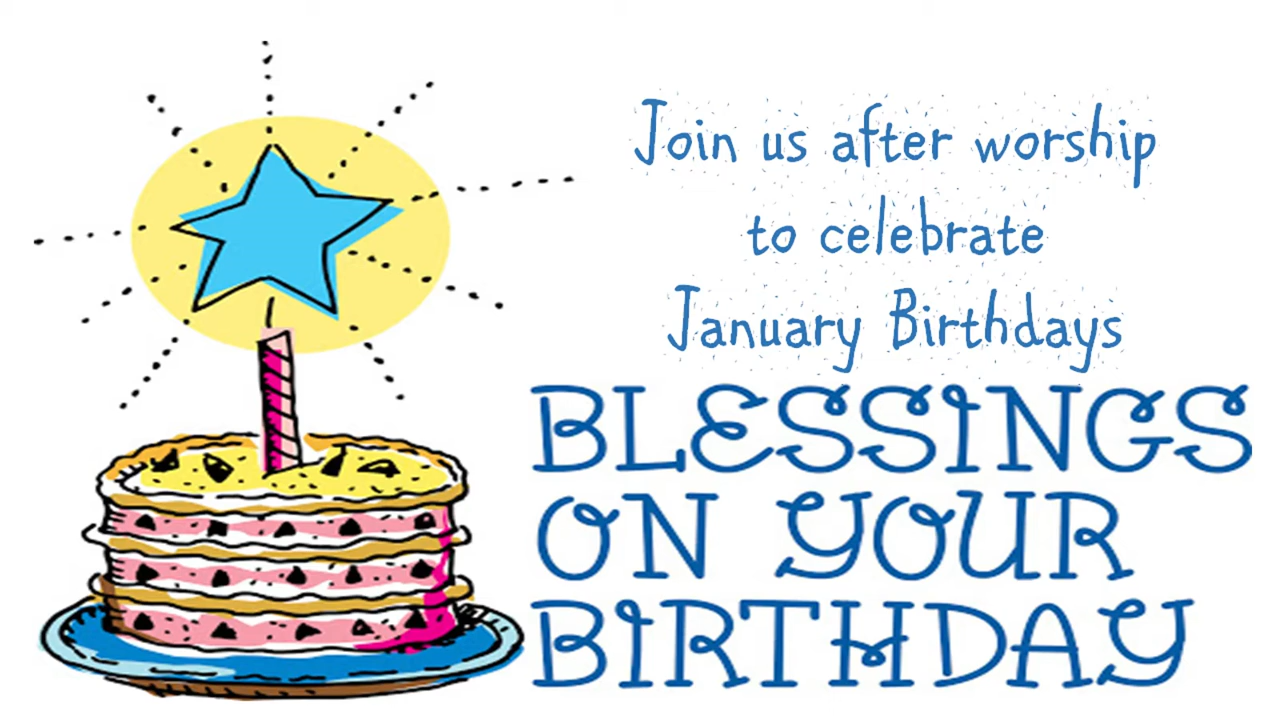 Join us after worship
to celebrate
January Birthdays
BLESSINGS
ON YOUR
BIRTHDAY